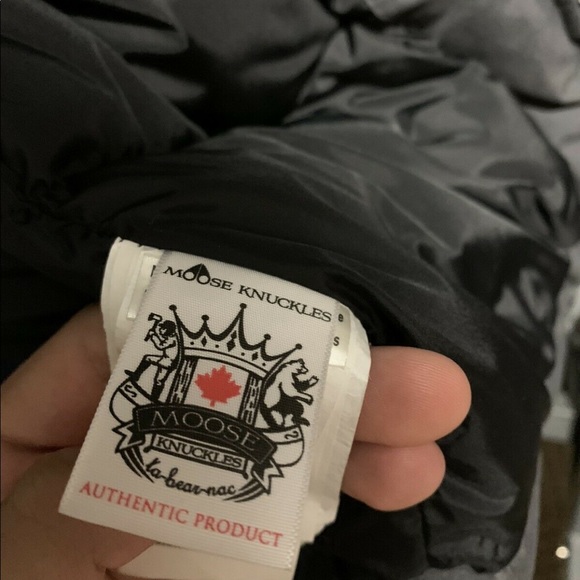 MOOSE KNUCKLES
MOOSE
KNUCKLES
ta-bear-nac
AUTHENTIC PRODUCT
e
s